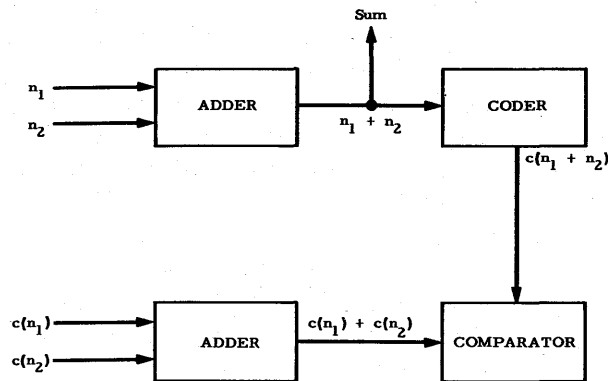 Sum
n1
n2
ADDER
n1 + n2
CODER
c(n1 + n2)
c(n1)
c(n2)
ADDER
c(n1) + c(n2)
COMPARATOR